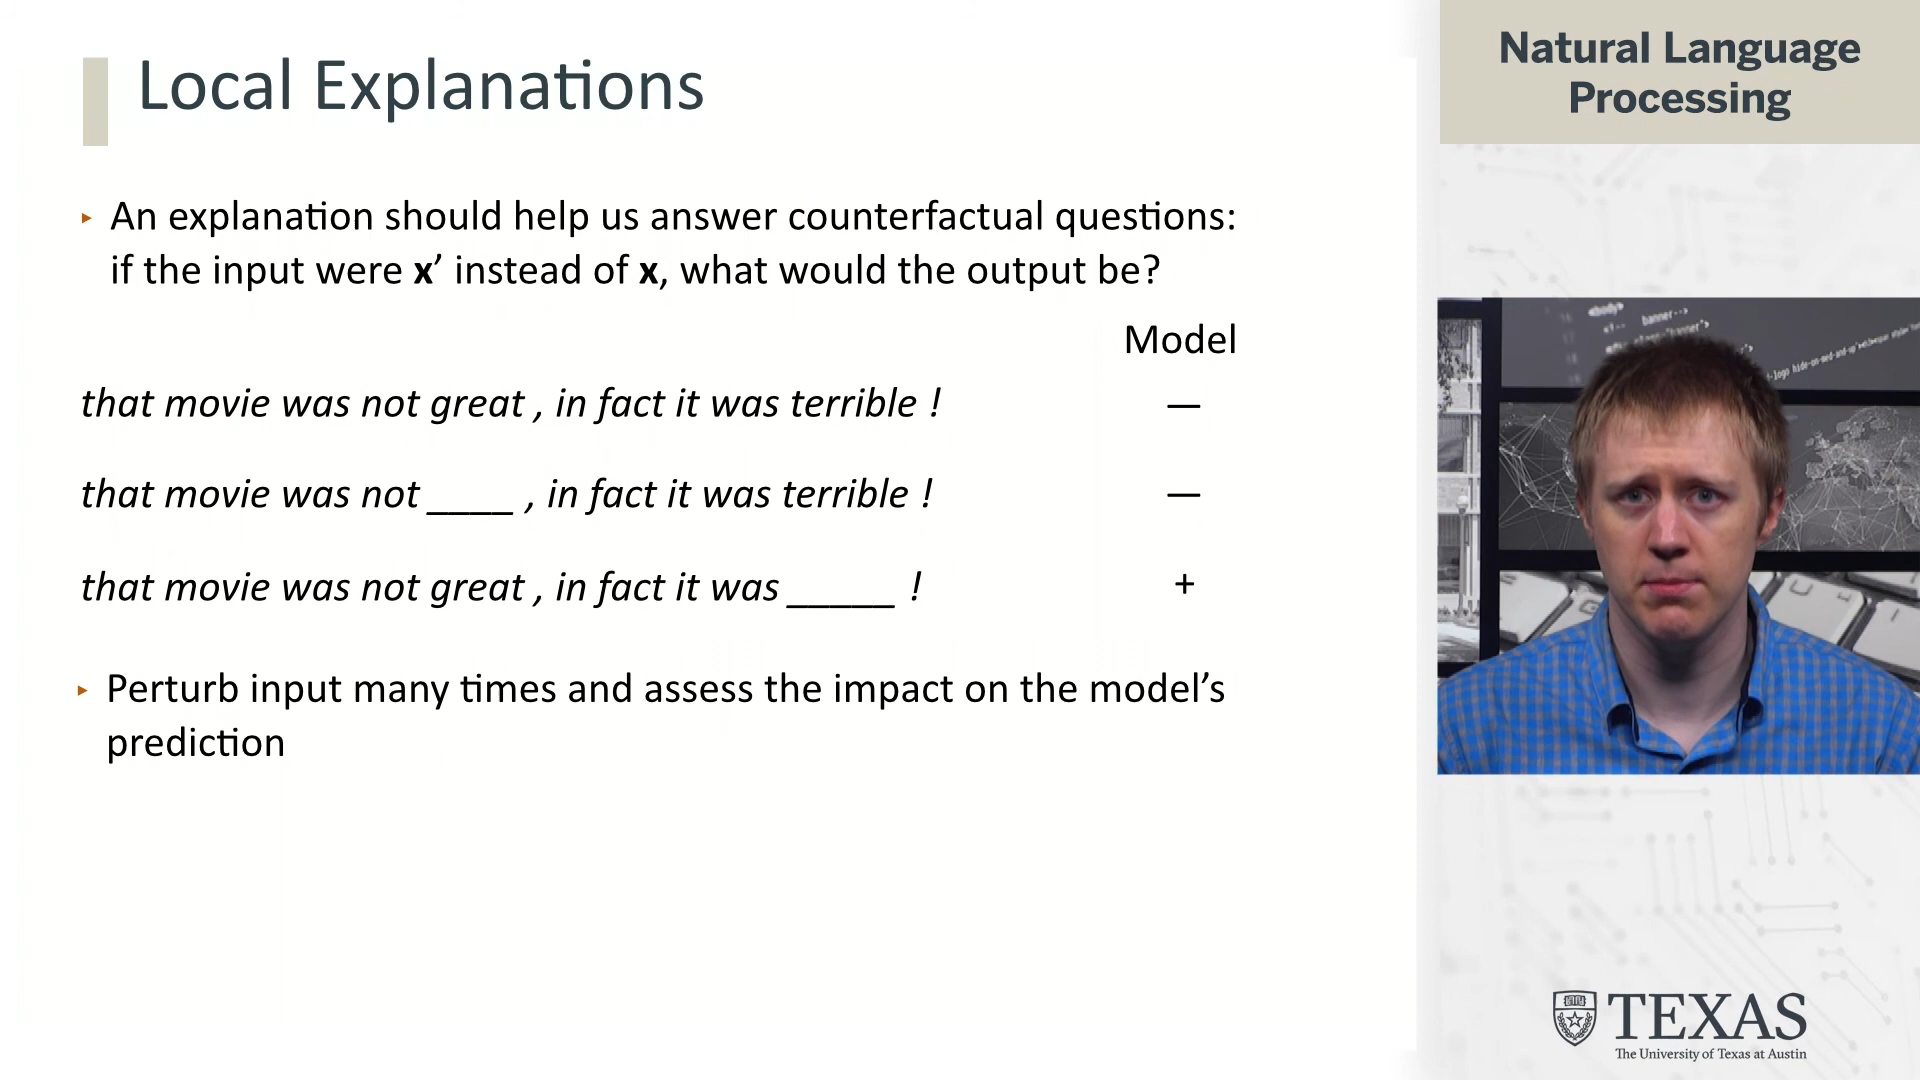 Local Explanations
Natural Language
Processing
‣ An explanation should help us answer counterfactual questions:
if the input were x’ instead of x, what would the output be?
Model
that movie was not great , in fact it was terrible ! —
that movie was not ____ , in fact it was terrible ! —
that movie was not great , in fact it was _____ ! +
‣ Perturb input many times and assess the impact on the model’s
prediction
<body>
banner-->
TEXAS
The University of Texas at Austin